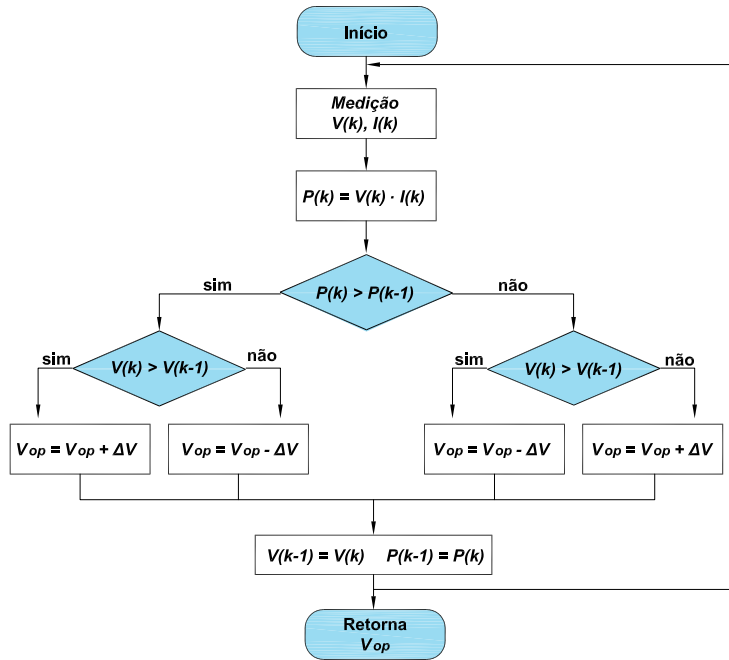 Início
Medição
V(k), I(k)
P(k) = V(k) · I(k)
P(k) > P(k-1)
sim
não
V(k) > V(k-1)
sim
não
V(k) > V(k-1)
sim
não
Vop = Vop + ΔV
Vop = Vop - ΔV
Vop = Vop - ΔV
Vop = Vop + ΔV
V(k-1) = V(k) P(k-1) = P(k)
Retorna
Vop